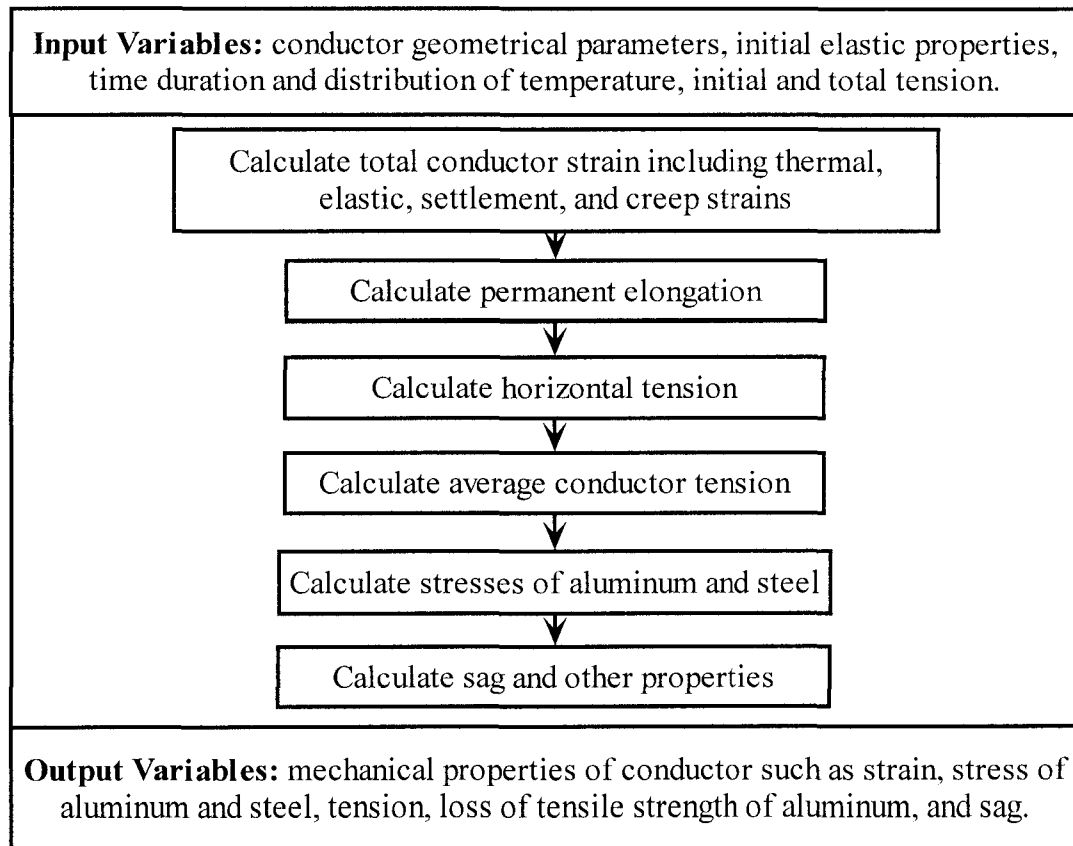 Input Variables: conductor geometrical parameters, initial elastic properties,
time duration and distribution of temperature, initial and total tension.
Calculate total conductor strain including thermal,
elastic, settlement, and creep strains
Calculate permanent elongation
Calculate horizontal tension
Calculate average conductor tension
Calculate stresses of aluminum and steel
Calculate sag and other properties
Output Variables: mechanical properties of conductor such as strain, stress of
aluminum and steel, tension, loss of tensile strength of aluminum, and sag.